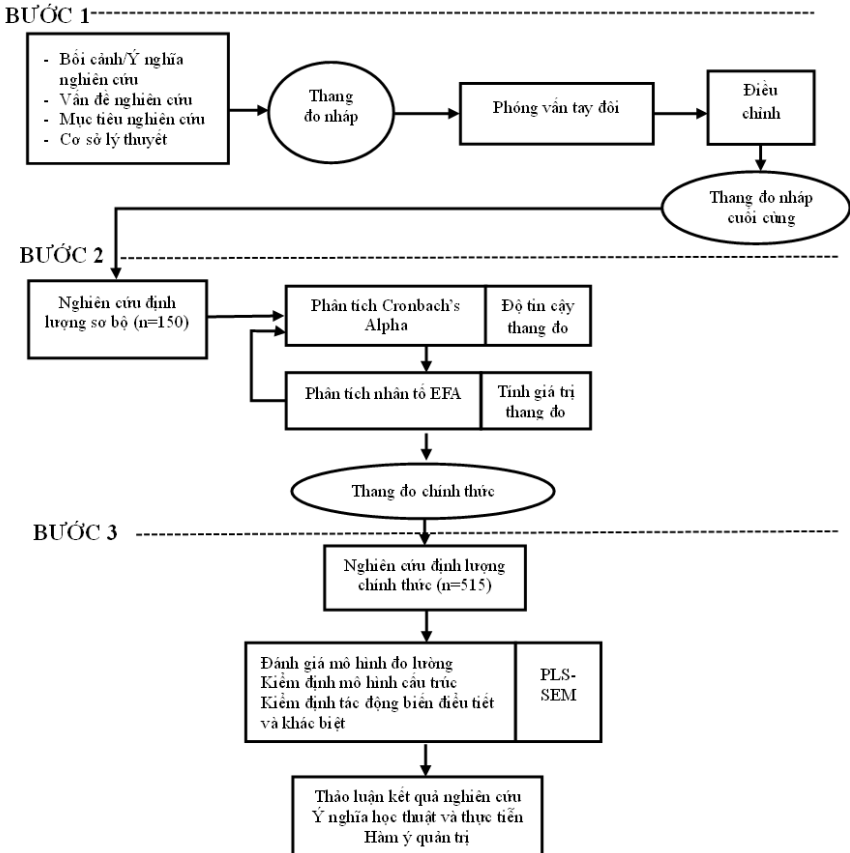 BƯỚC 1
- Bối cảnh/Ý nghĩa
nghiên cứu
- Vấn đề nghiên cứu
- Mục tiêu nghiên cứu
- Cơ sở lý thuyết
Thang
đo nháp
Phỏng vấn tay đôi
Điều
chỉnh
Thang đo nháp
cuối cùng
BƯỚC 2
Nghiên cứu định
lượng sơ bộ (n=150)
Phân tích Cronbach's
Alpha
Độ tin cậy
thang đo
Phân tích nhân tố EFA
Tính giá trị
thang đo
Thang đo chính thức
BƯỚC 3
Nghiên cứu định lượng
chính thức (n=515)
Đánh giá mô hình đo lường
Kiểm định mô hình cấu trúc
Kiểm định tác động biến điều tiết
và khác biệt
PLS-
SEM
Thảo luận kết quả nghiên cứu
Ý nghĩa học thuật và thực tiễn
Hàm ý quản trị